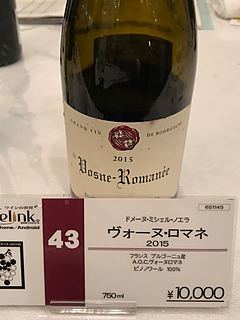 GRAND VIN DE BOURGOGNE
2015
Vosne-Romanée
ワインの世界
elink
hone/Android
651145
43
ドメーヌ・ミシェル・ノエラ
ヴォーヌ・ロマネ
2015
フランス ブルゴーニュ産
A.O.C.ヴォーヌロマネ
ピノノワール 100%
750ml
¥10,000